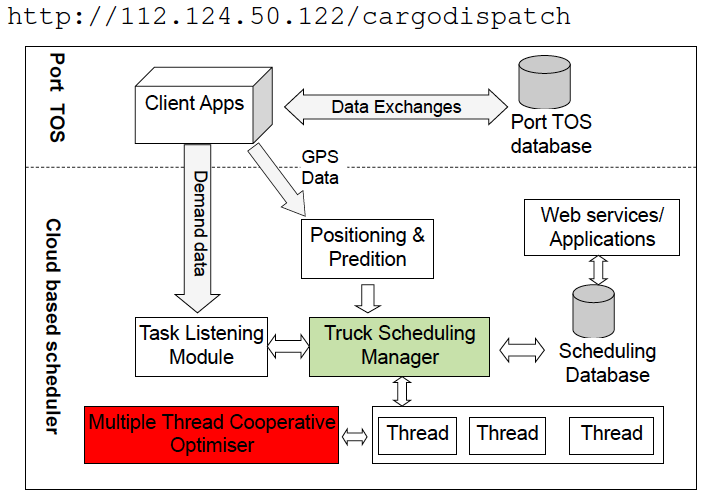 http://112.124.50.122/cargodispatch
Port TOS
Client Apps
Data Exchanges
Port TOS
database
GPS
Data
Demand data
Cloud based scheduler
Positioning &
Predition
Web services/
Applications
Task Listening
Module
Truck Scheduling
Manager
Scheduling
Database
Multiple Thread Cooperative
Optimiser
Thread
Thread
Thread